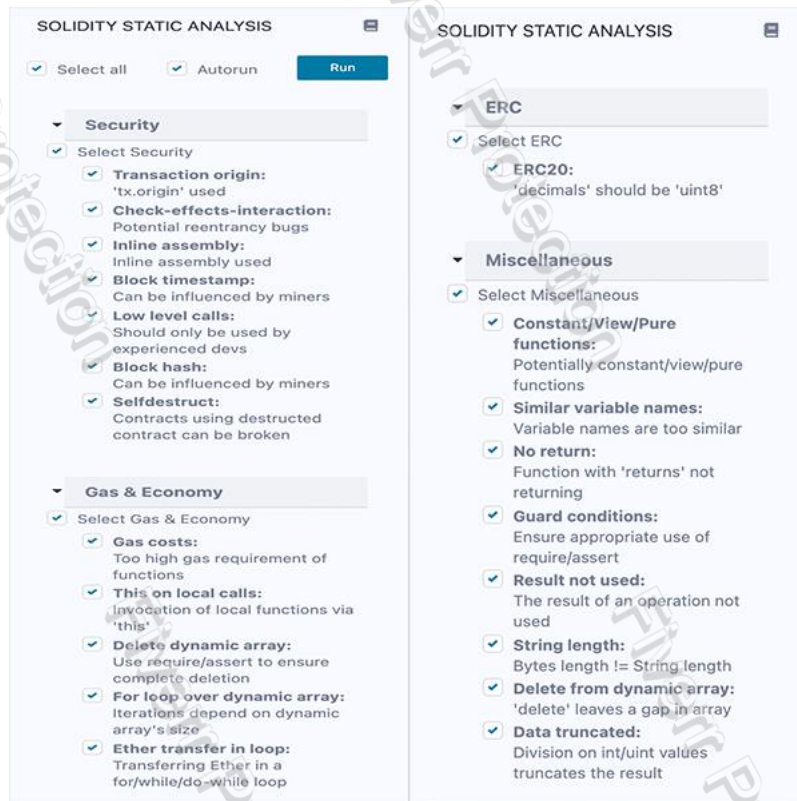 SOLIDITY STATIC ANALYSIS
Select all
Autorun
Run
Security
Select Security
Transaction origin:
'tx.origin' used
Check-effects-interaction:
Potential reentrancy bugs
Inline assembly:
Inline assembly used
Block timestamp:
Can be influenced by miners
Low level calls:
Should only be used by
experienced devs
Block hash:
Can be influenced by miners
Selfdestruct:
Contracts using destructed
contract can be broken
Gas & Economy
Select Gas & Economy
Gas costs:
Too high gas requirement of
functions
This on local calls:
Invocation of local functions via
'this'
Delete dynamic array:
Use require/assert to ensure
complete deletion
For loop over dynamic array:
Iterations depend on dynamic
array's size
Ether transfer in loop:
Transferring Ether in a
for/while/do-while loop
SOLIDITY STATIC ANALYSIS
ERC
Select ERC
ERC20:
'decimals' should be 'uint8'
Miscellaneous
Select Miscellaneous
Constant/View/Pure
functions:
Potentially constant/view/pure
functions
Similar variable names:
Variable names are too similar
No return:
Function with 'returns' not
returning
Guard conditions:
Ensure appropriate use of
require/assert
Result not used:
The result of an operation not
used
String length:
Bytes length != String length
Delete from dynamic array:
'delete' leaves a gap in array
Data truncated:
Division on int/uint values
truncates the result
Protection
Fiverr Protection
Fiverr P
Fiverr P